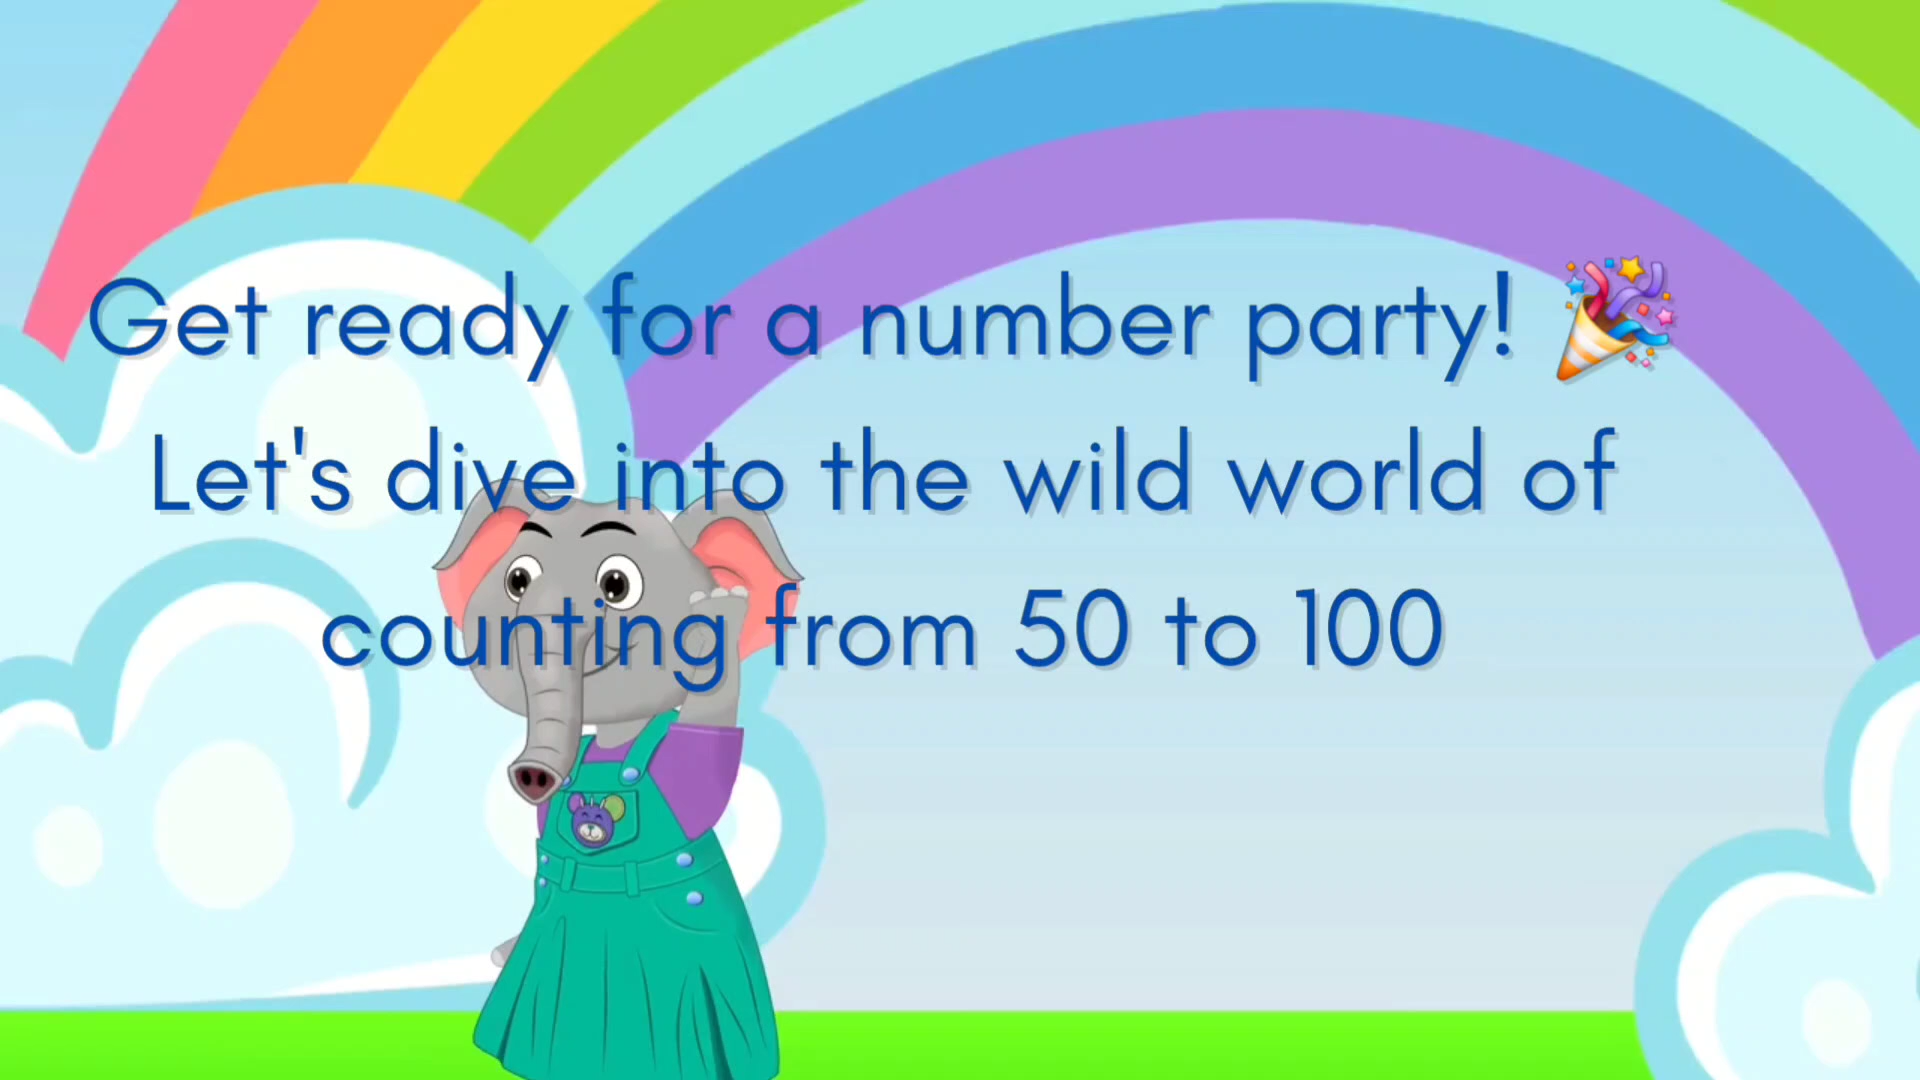 Get ready for a number party! 🎉
Let's dive into the wild world of
counting from 50 to 100